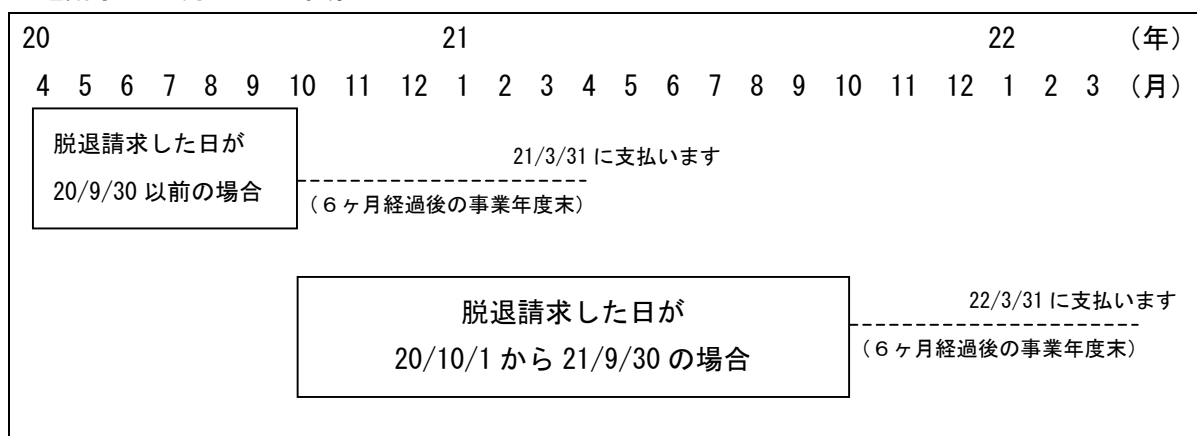 20 21 22 (年)
4 5 6 7 8 9 10 11 12 1 2 3 4 5 6 7 8 9 10 11 12 1 2 3 (月)
脱退請求した日が
20/9/30 以前の場合
21/3/31 に支払います
(６ヶ月経過後の事業年度末)
脱退請求した日が
20/10/1 から 21/9/30 の場合
22/3/31 に支払います
(６ヶ月経過後の事業年度末)